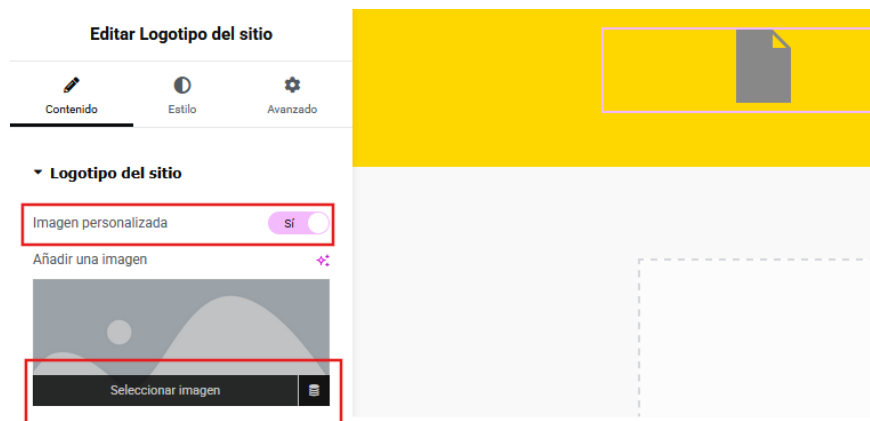 Editar Logotipo del sitio
Contenido
Estilo
Avanzado
Logotipo del sitio
Imagen personalizada
Sí
Añadir una imagen
Seleccionar imagen